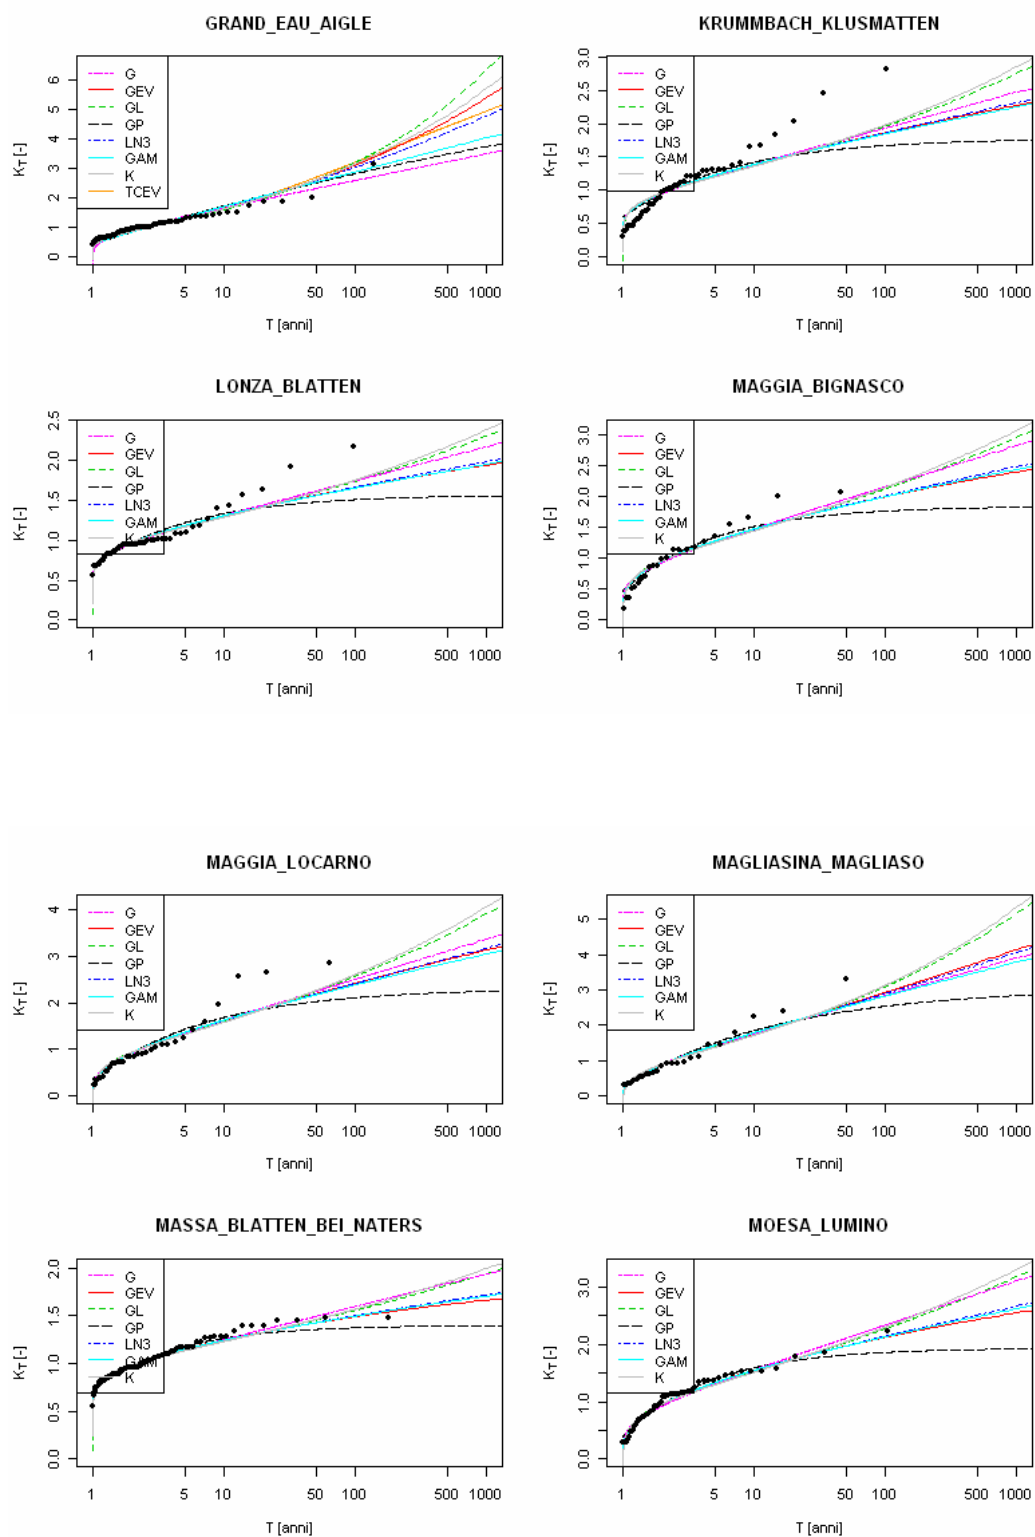 GRAND_EAU_AIGLE
K_T [-]
0 1 2 3 4 5 6
G
GEV
GL
GP
LN3
GAM
K
TCEV
1 5 10 50 100 500 1000
T [anni]
KRUMMBACH_KLUSMATTEN
K_T [-]
0.0 0.5 1.0 1.5 2.0 2.5 3.0
G
GEV
GL
GP
LN3
GAM
K
1 5 10 50 100 500 1000
T [anni]
LONZA_BLATTEN
K_T [-]
0.0 0.5 1.0 1.5 2.0 2.5
G
GEV
GL
GP
LN3
GAM
K
1 5 10 50 100 500 1000
T [anni]
MAGGIA_BIGNASCO
K_T [-]
0.0 0.5 1.0 1.5 2.0 2.5 3.0
G
GEV
GL
GP
LN3
GAM
K
1 5 10 50 100 500 1000
T [anni]
MAGGIA_LOCARNO
K_T [-]
0 1 2 3 4
G
GEV
GL
GP
LN3
GAM
K
1 5 10 50 100 500 1000
T [anni]
MAGLIASINA_MAGLIASO
K_T [-]
0 1 2 3 4 5
G
GEV
GL
GP
LN3
GAM
K
1 5 10 50 100 500 1000
T [anni]
MASSA_BLATTEN_BEI_NATERS
K_T [-]
0.0 0.5 1.0 1.5 2.0
G
GEV
GL
GP
LN3
GAM
K
1 5 10 50 100 500 1000
T [anni]
MOESA_LUMINO
K_T [-]
0.0 1.0 2.0 3.0
G
GEV
GL
GP
LN3
GAM
K
1 5 10 50 100 500 1000
T [anni]